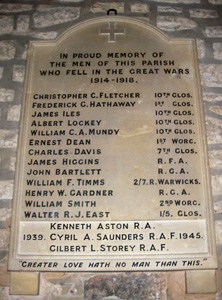 IN PROUD MEMORY OF
THE MEN OF THIS PARISH
WHO FELL IN THE GREAT WARS
1914-1918.
CHRISTOPHER C. FLETCHER 10TH GLOS.
FREDERICK G. HATHAWAY 1ST GLOS.
JAMES ILES 10TH GLOS.
ALBERT LOCKEY 10TH GLOS.
WILLIAM C. A. MUNDY 10TH GLOS.
ERNEST DEAN 1ST WORC.
CHARLES DAVIS 7TH GLOS.
JAMES HIGGINS R.F.A.
JOHN BARTLETT R.G.A.
WILLIAM F. TIMMS 2/7. R. WARWICKS.
HENRY W. GARDNER R.G.A.
WILLIAM SMITH 2ND WORC.
WALTER R. J. EAST 1/5. GLOS.
KENNETH ASTON R.A.
1939. CYRIL A. SAUNDERS R.A.F. 1945.
GILBERT L. STOREY R.A.F.
"GREATER LOVE HATH NO MAN THAN THIS."